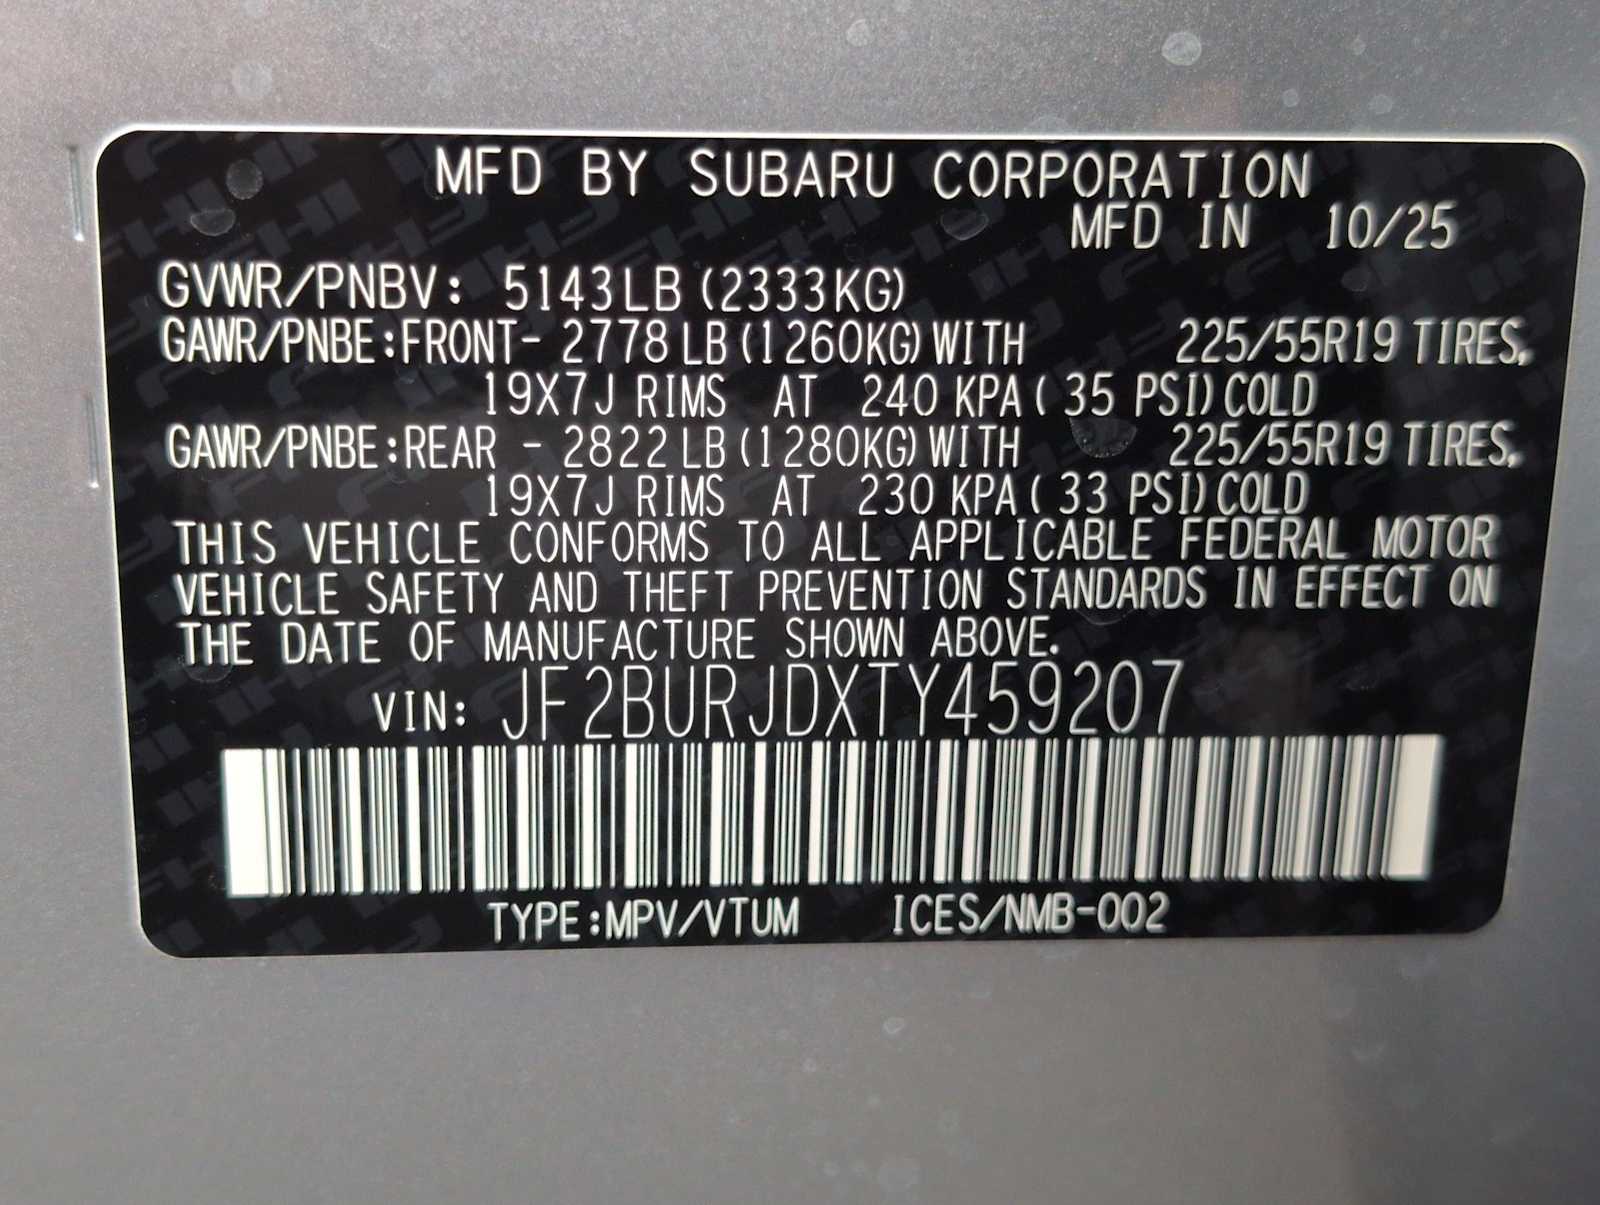 MFD BY SUBARU CORPORATION
MFD IN 10/25
GVWR/PNBV: 5143LB (2333KG)
GAWR/PNBE:FRONT- 2778 LB (1260KG) WITH 225/55R19 TIRES,
19X7J RIMS AT 240 KPA ( 35 PSI) COLD
GAWR/PNBE:REAR - 2822 LB (1280KG) WITH 225/55R19 TIRES,
19X7J RIMS AT 230 KPA ( 33 PSI) COLD
THIS VEHICLE CONFORMS TO ALL APPLICABLE FEDERAL MOTOR
VEHICLE SAFETY AND THEFT PREVENTION STANDARDS IN EFFECT ON
THE DATE OF MANUFACTURE SHOWN ABOVE.
VIN: JF2BURJDXTY459207
TYPE:MPV/VTUM ICES/NMB-002